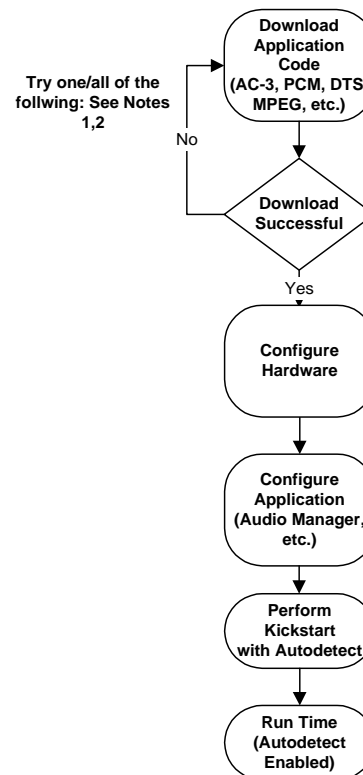 Download
Application
Code
(AC-3, PCM, DTS
MPEG, etc.)
Try one/all of the
follwing: See Notes
1,2
No
Download
Successful
Yes
Configure
Hardware
Configure
Application
(Audio Manager,
etc.)
Perform
Kickstart
with Autodetect
Run Time
(Autodetect
Enabled)